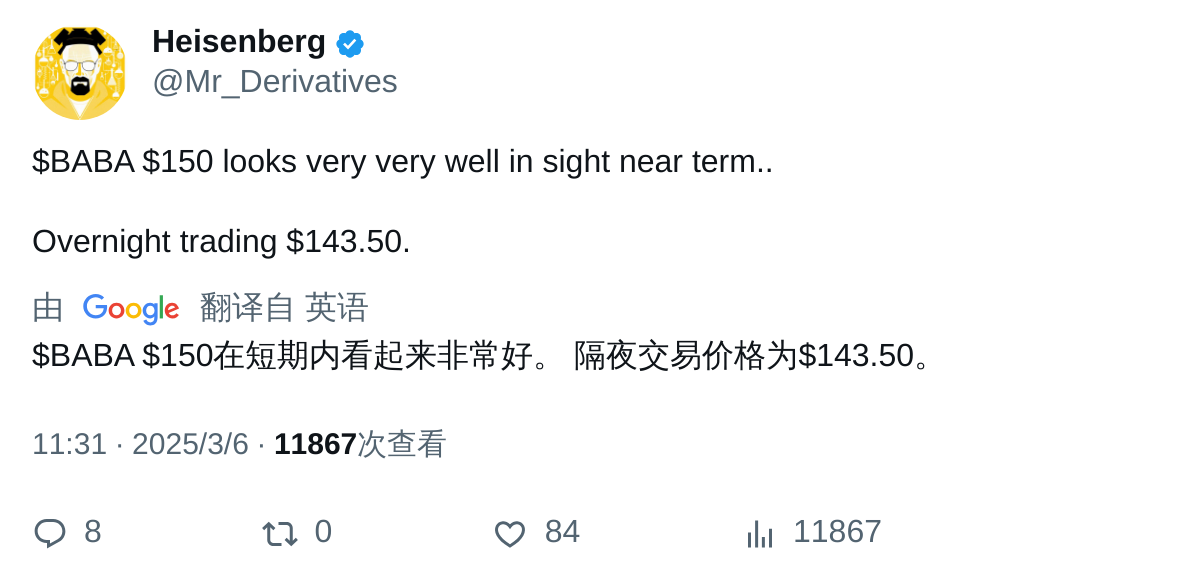 Heisenberg
@Mr_Derivatives
$BABA $150 looks very very well in sight near term..
Overnight trading $143.50.
由 Google 翻译自 英语
$BABA $150在短期内看起来非常好。 隔夜交易价格为$143.50。
11:31 · 2025/3/6 · 11867次查看
8 0 84 11867